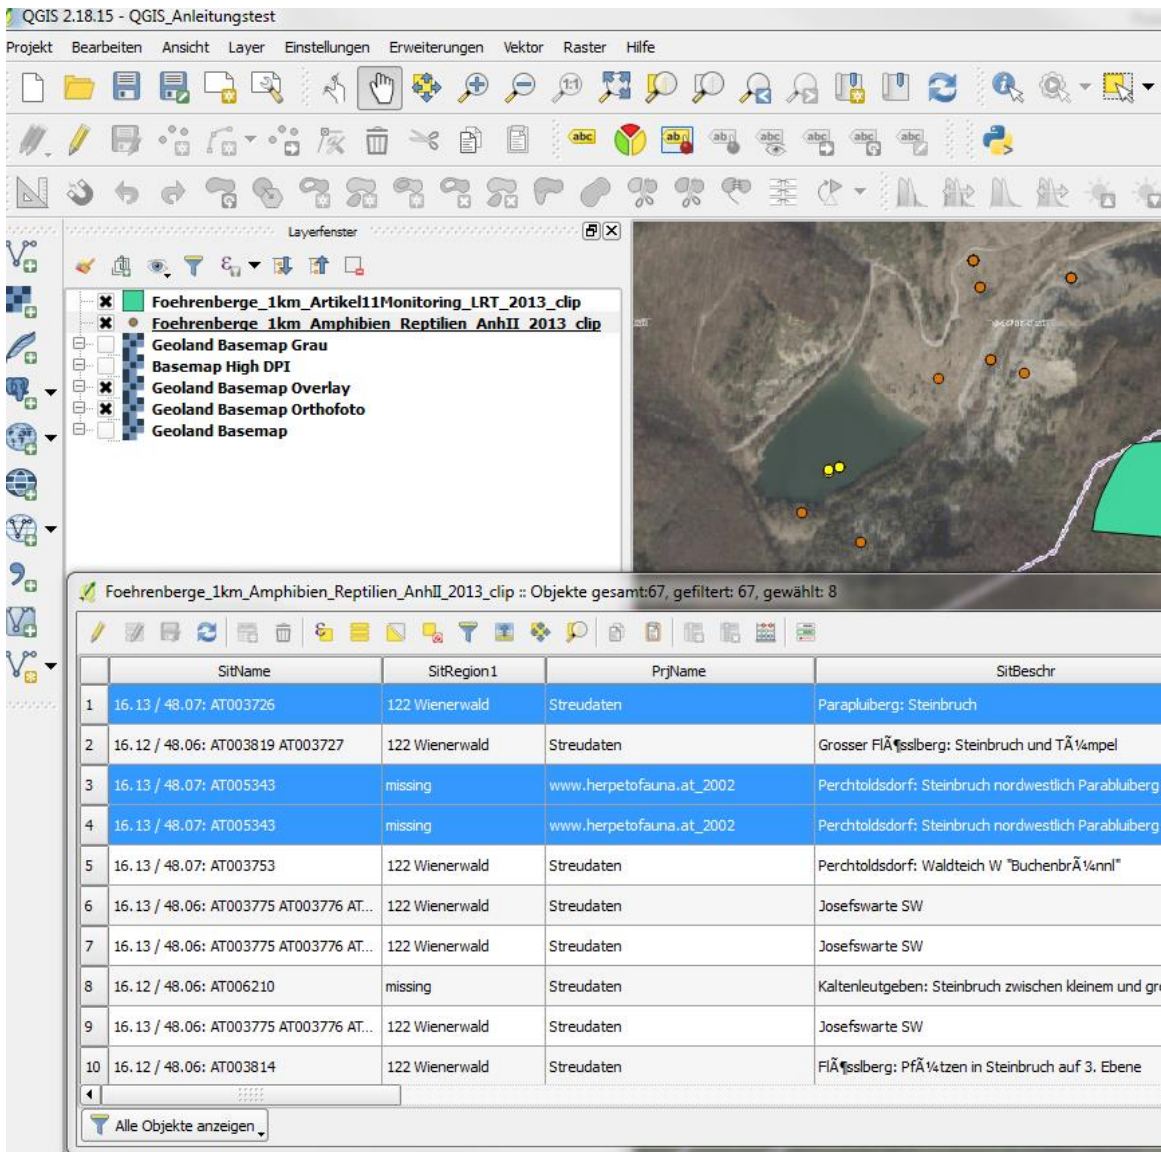 QGIS 2.18.15 - QGIS_Anleitungstest
Projekt Bearbeiten Ansicht Layer Einstellungen Erweiterungen Vektor Raster Hilfe
1:1
abc ab ab abc abc abc abc
Layerfenster
Foehrenberge_1km_Artikel11Monitoring_LRT_2013_clip
Foehrenberge_1km_Amphibien_Reptilien_AnhII_2013_clip
Geoland Basemap Grau
Basemap High DPI
Geoland Basemap Overlay
Geoland Basemap Orthofoto
Geoland Basemap
Foehrenberge_1km_Amphibien_Reptilien_AnhII_2013_clip :: Objekte gesamt:67, gefiltert: 67, gewählt: 8
SitName SitRegion1 PrjName SitBeschr
1 16.13 / 48.07: AT003726 122 Wienerwald Streudaten Parapluiberg: Steinbruch
2 16.12 / 48.06: AT003819 AT003727 122 Wienerwald Streudaten Grosser FlÃ¶sslberg: Steinbruch und TÃ¼mpel
3 16.13 / 48.07: AT005343 missing www.herpetofauna.at_2002 Perchtoldsdorf: Steinbruch nordwestlich Parabluiberg
4 16.13 / 48.07: AT005343 missing www.herpetofauna.at_2002 Perchtoldsdorf: Steinbruch nordwestlich Parabluiberg
5 16.13 / 48.07: AT003753 122 Wienerwald Streudaten Perchtoldsdorf: Waldteich W "BuchenbrÃ¼nnl"
6 16.13 / 48.06: AT003775 AT003776 AT... 122 Wienerwald Streudaten Josefswarte SW
7 16.13 / 48.06: AT003775 AT003776 AT... 122 Wienerwald Streudaten Josefswarte SW
8 16.12 / 48.06: AT006210 missing Streudaten Kaltenleutgeben: Steinbruch zwischen kleinem und gr
9 16.13 / 48.06: AT003775 AT003776 AT... 122 Wienerwald Streudaten Josefswarte SW
10 16.12 / 48.06: AT003814 122 Wienerwald Streudaten FlÃ¶sslberg: PfÃ¼tzen in Steinbruch auf 3. Ebene
Alle Objekte anzeigen